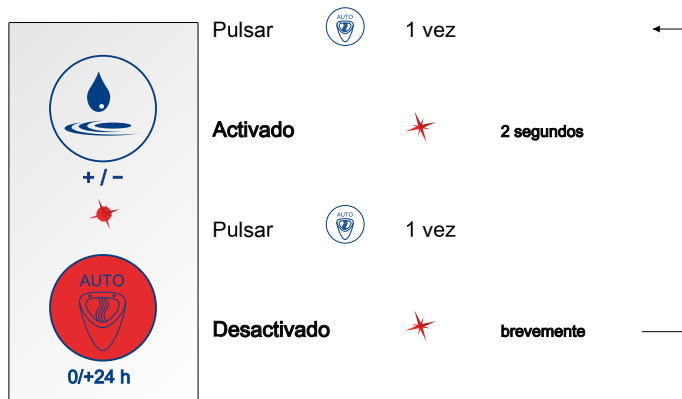 Pulsar AUTO 1 vez
Activado 2 segundos
+ / −
Pulsar AUTO 1 vez
AUTO
Desactivado brevemente
0/+24 h